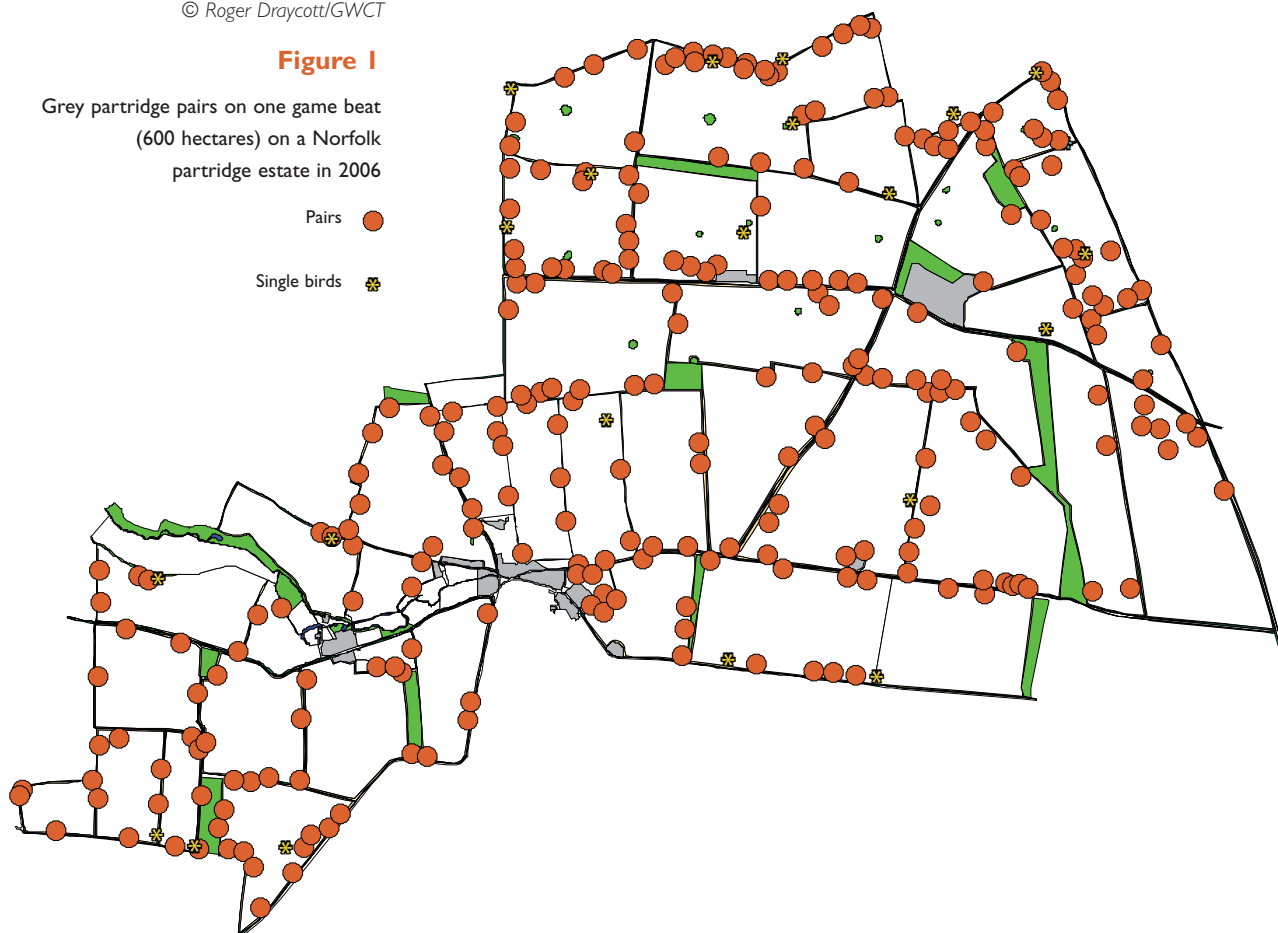 © Roger Draycott/GWCT
Figure 1
Grey partridge pairs on one game beat
(600 hectares) on a Norfolk
partridge estate in 2006
Pairs
Single birds